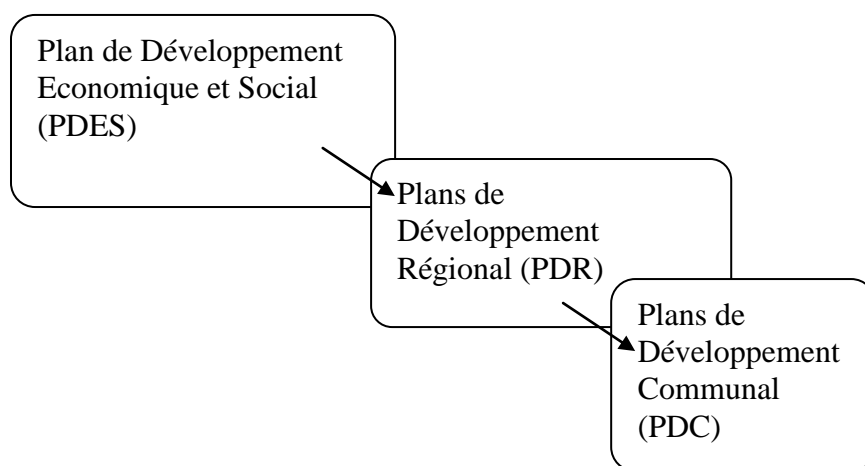 Plan de Développement
Economique et Social
(PDES)
Plans de
Développement
Régional (PDR)
Plans de
Développement
Communal
(PDC)